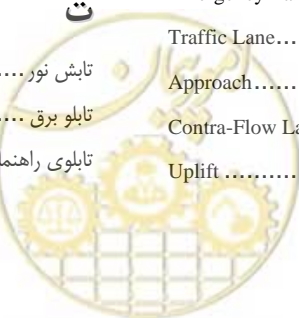 ت
تابش نور....
تابلو برق ....
تابلوی راهنما
Traffic Lane...
Approach......
Contra-Flow La
Uplift ..........